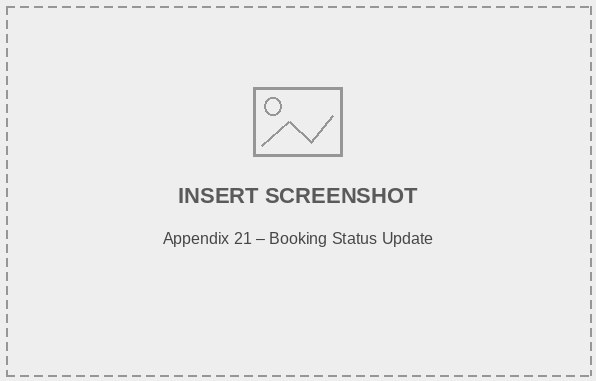 INSERT SCREENSHOT
Appendix 21 – Booking Status Update